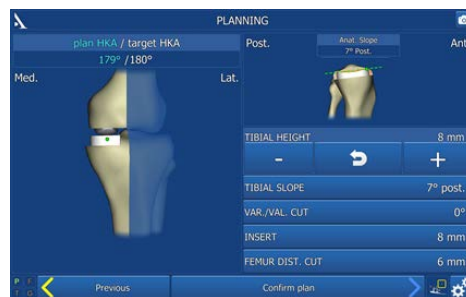 PLANNING
plan HKA / target HKA
179° /180°
Post.
Anat. Slope
7° Post.
Ant
Med.
Lat.
TIBIAL HEIGHT 8 mm
- +
TIBIAL SLOPE 7° post.
VAR./VAL. CUT 0°
INSERT 8 mm
FEMUR DIST. CUT 6 mm
P F
T G
Previous
Confirm plan